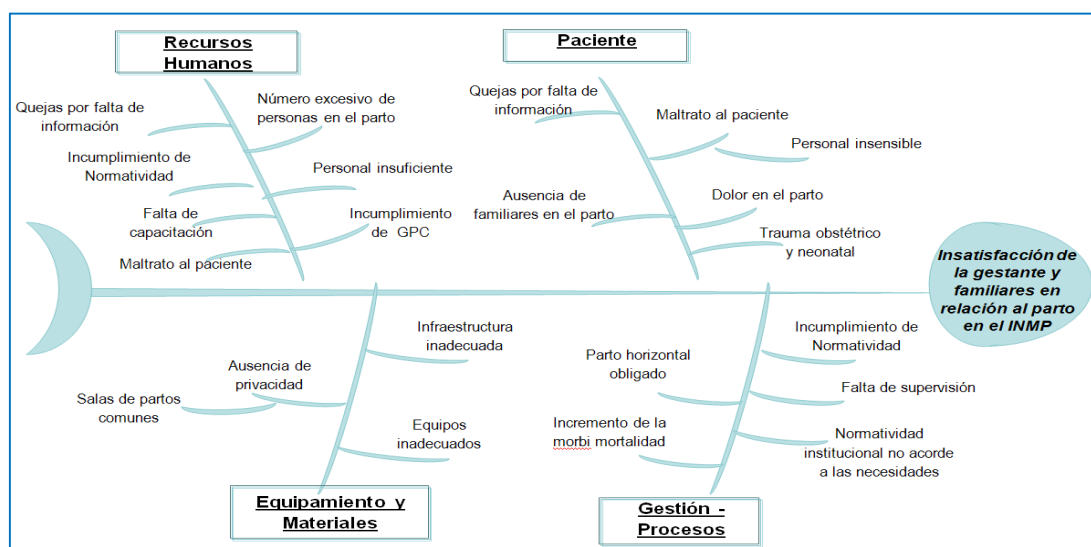 Recursos
Humanos
Quejas por falta de
información
Número excesivo de
personas en el parto
Incumplimiento de
Normatividad
Personal insuficiente
Falta de
capacitación
Incumplimiento
de GPC
Maltrato al paciente
Paciente
Quejas por falta de
información
Maltrato al paciente
Personal insensible
Ausencia de
familiares en el parto
Dolor en el parto
Trauma obstétrico
y neonatal
Insatisfacción de
la gestante y
familiares en
relación al parto
en el INMP
Infraestructura
inadecuada
Ausencia de
privacidad
Salas de partos
comunes
Equipos
inadecuados
Equipamiento y
Materiales
Incumplimiento de
Normatividad
Parto horizontal
obligado
Falta de supervisión
Incremento de la
morbi mortalidad
Normatividad
institucional no acorde
a las necesidades
Gestión -
Procesos